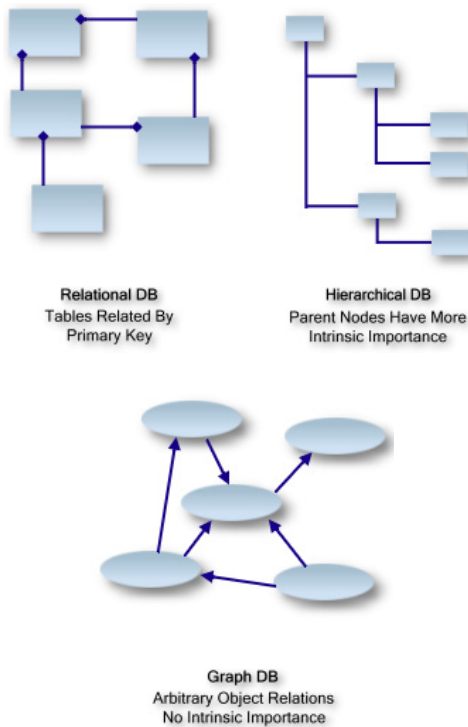 Relational DB
Tables Related By
Primary Key
Hierarchical DB
Parent Nodes Have More
Intrinsic Importance
Graph DB
Arbitrary Object Relations
No Intrinsic Importance